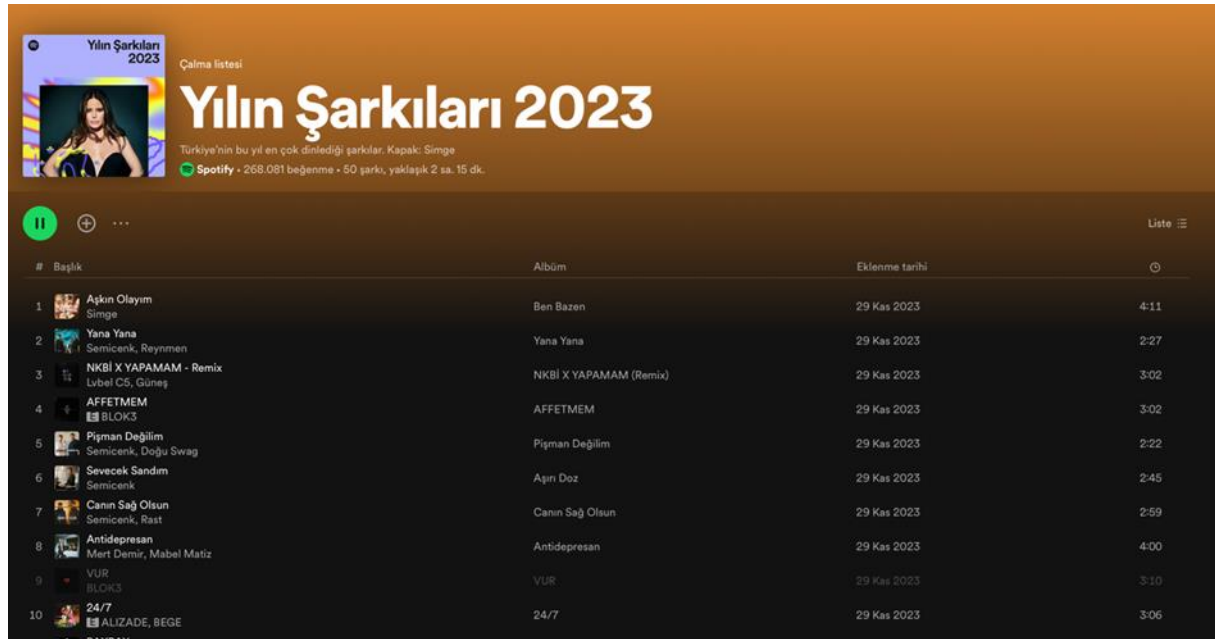 Yılın Şarkıları
2023
Çalma listesi
Yılın Şarkıları 2023
Türkiye'nin bu yıl en çok dinlediği şarkılar. Kapak: Simge
Spotify • 268.081 beğenme • 50 şarkı, yaklaşık 2 sa. 15 dk.
Liste
# Başlık Albüm Eklenme tarihi
1 Aşkın Olayım Ben Bazen 29 Kas 2023 4:11
Simge
2 Yana Yana Yana Yana 29 Kas 2023 2:27
Semicenk, Reynmen
3 NKBİ X YAPAMAM - Remix NKBİ X YAPAMAM (Remix) 29 Kas 2023 3:02
Lvbel C5, Güneş
4 AFFETMEM AFFETMEM 29 Kas 2023 3:02
E BLOK3
5 Pişman Değilim Pişman Değilim 29 Kas 2023 2:22
Semicenk, Doğu Swag
6 Sevecek Sandım Aşırı Doz 29 Kas 2023 2:45
Semicenk
7 Canın Sağ Olsun Canın Sağ Olsun 29 Kas 2023 2:59
Semicenk, Rast
8 Antidepresan Antidepresan 29 Kas 2023 4:00
Mert Demir, Mabel Matiz
9 VUR VUR 29 Kas 2023 3:10
BLOK3
10 24/7 24/7 29 Kas 2023 3:06
E ALIZADE, BEGE